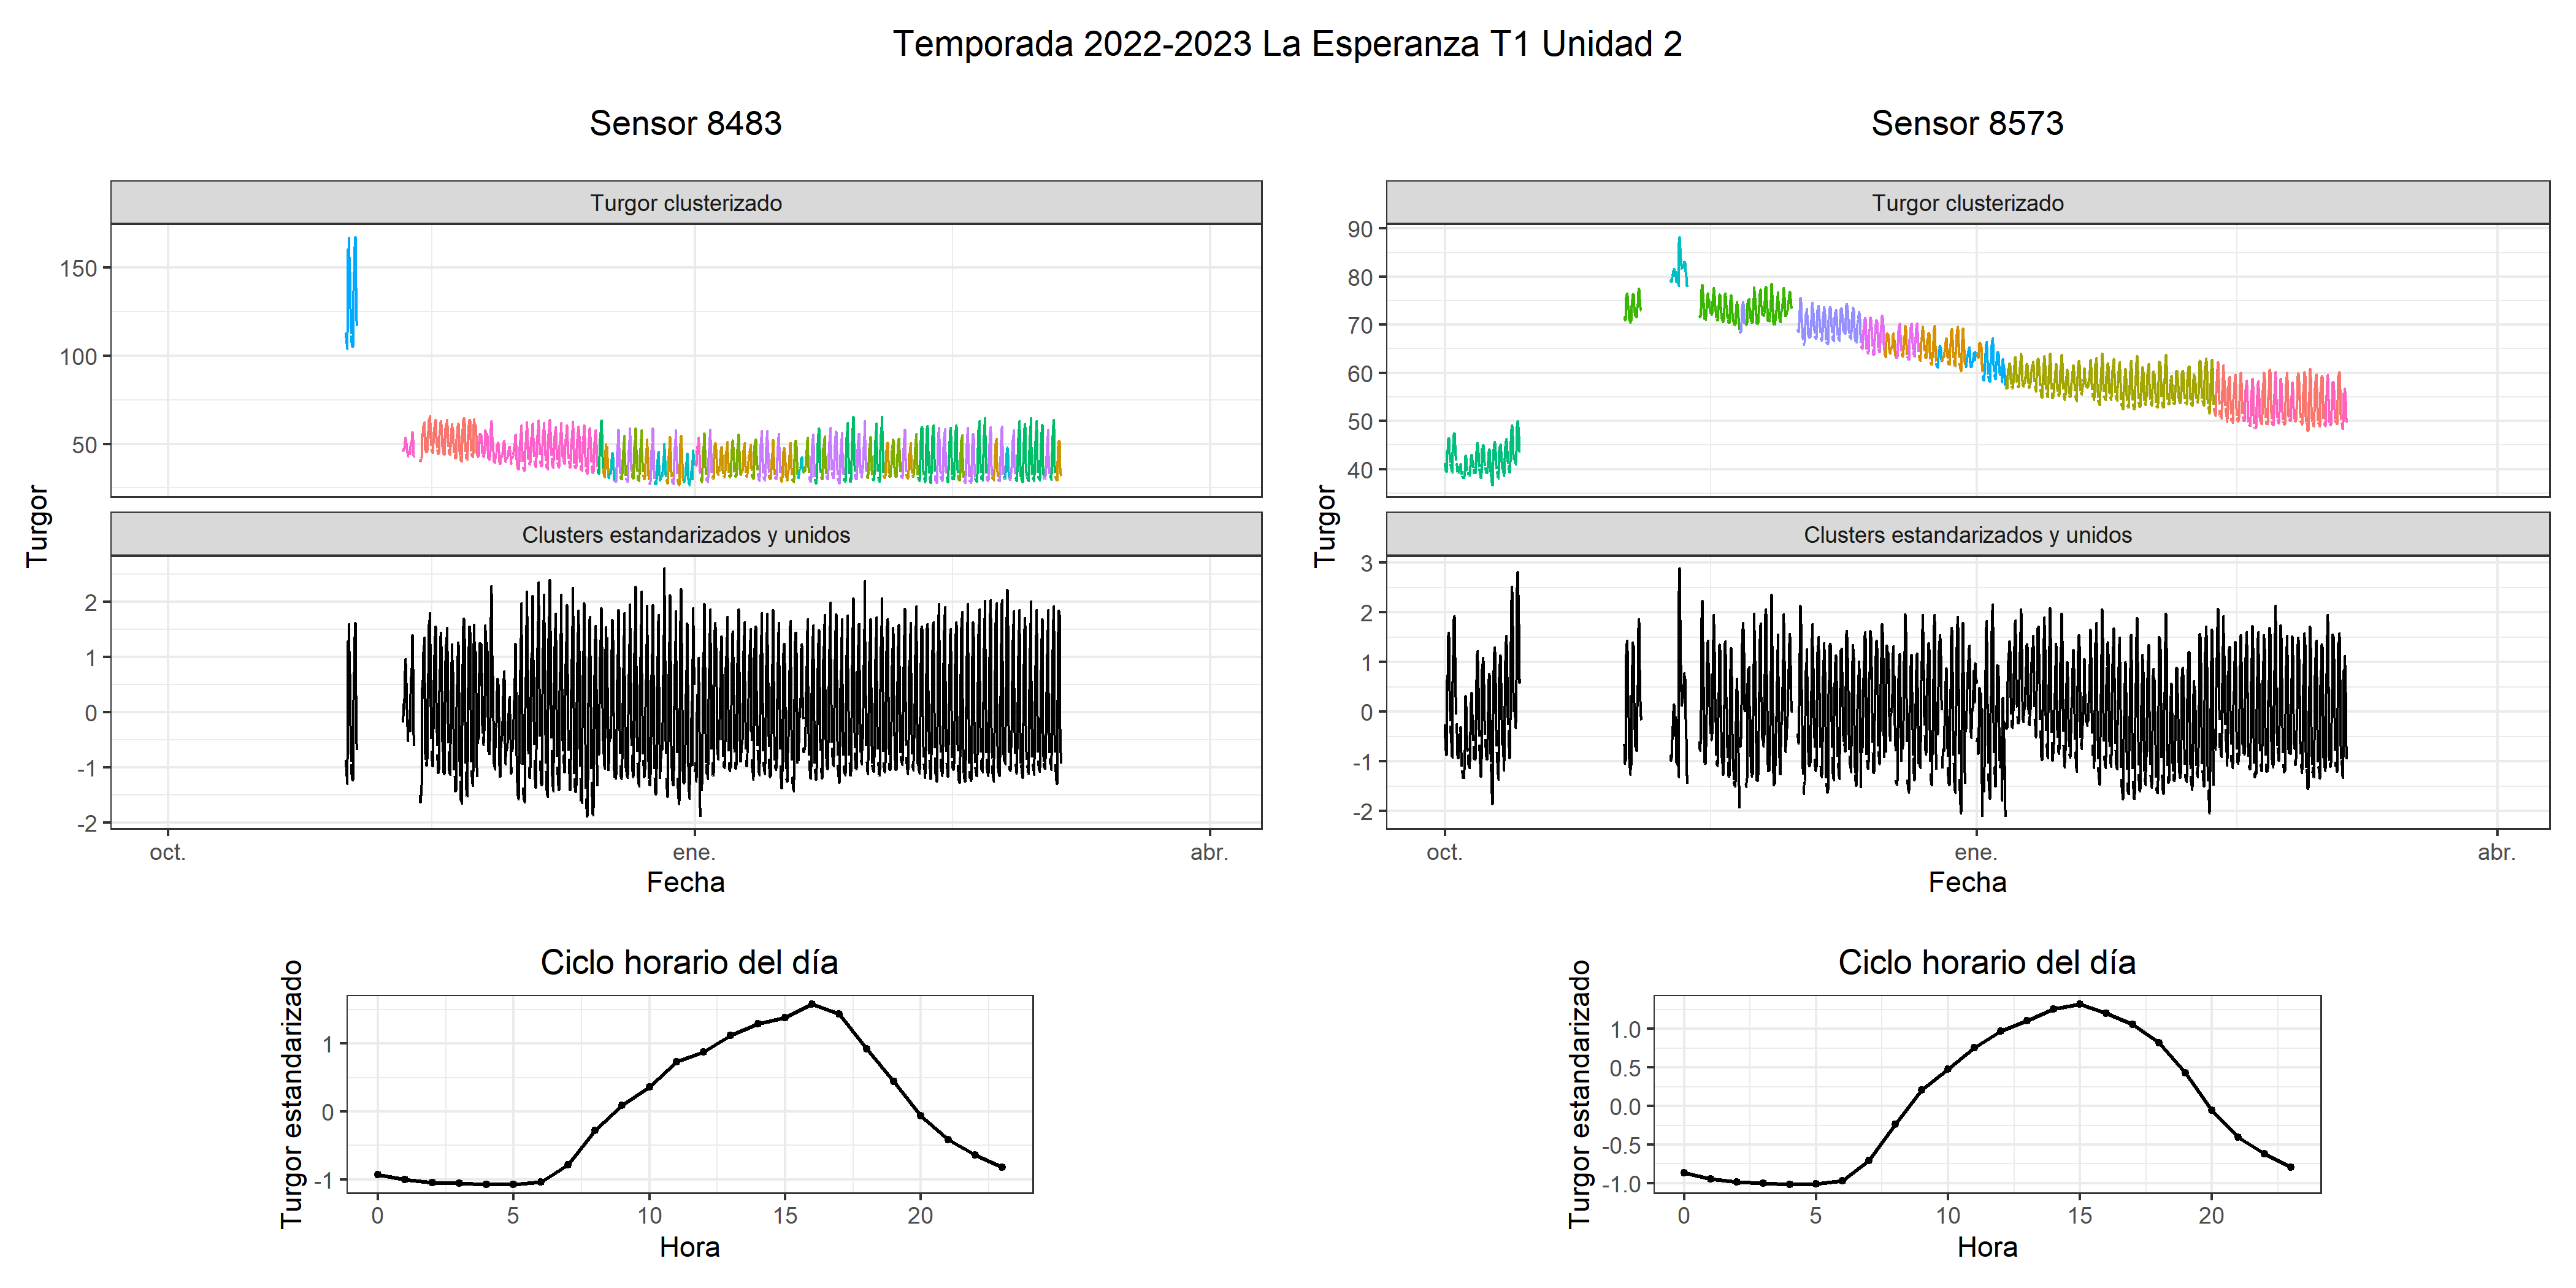 Temporada 2022-2023 La Esperanza T1 Unidad 2
Sensor 8483
Turgor clusterizado
150
100
50
Clusters estandarizados y unidos
2
1
0
-1
-2
Turgor
oct.
ene.
abr.
Fecha
Ciclo horario del día
Turgor estandarizado
1
0
-1
0
5
10
15
20
Hora
Sensor 8573
Turgor clusterizado
90
80
70
60
50
40
Clusters estandarizados y unidos
3
2
1
0
-1
-2
Turgor
oct.
ene.
abr.
Fecha
Ciclo horario del día
Turgor estandarizado
1.0
0.5
0.0
-0.5
-1.0
0
5
10
15
20
Hora